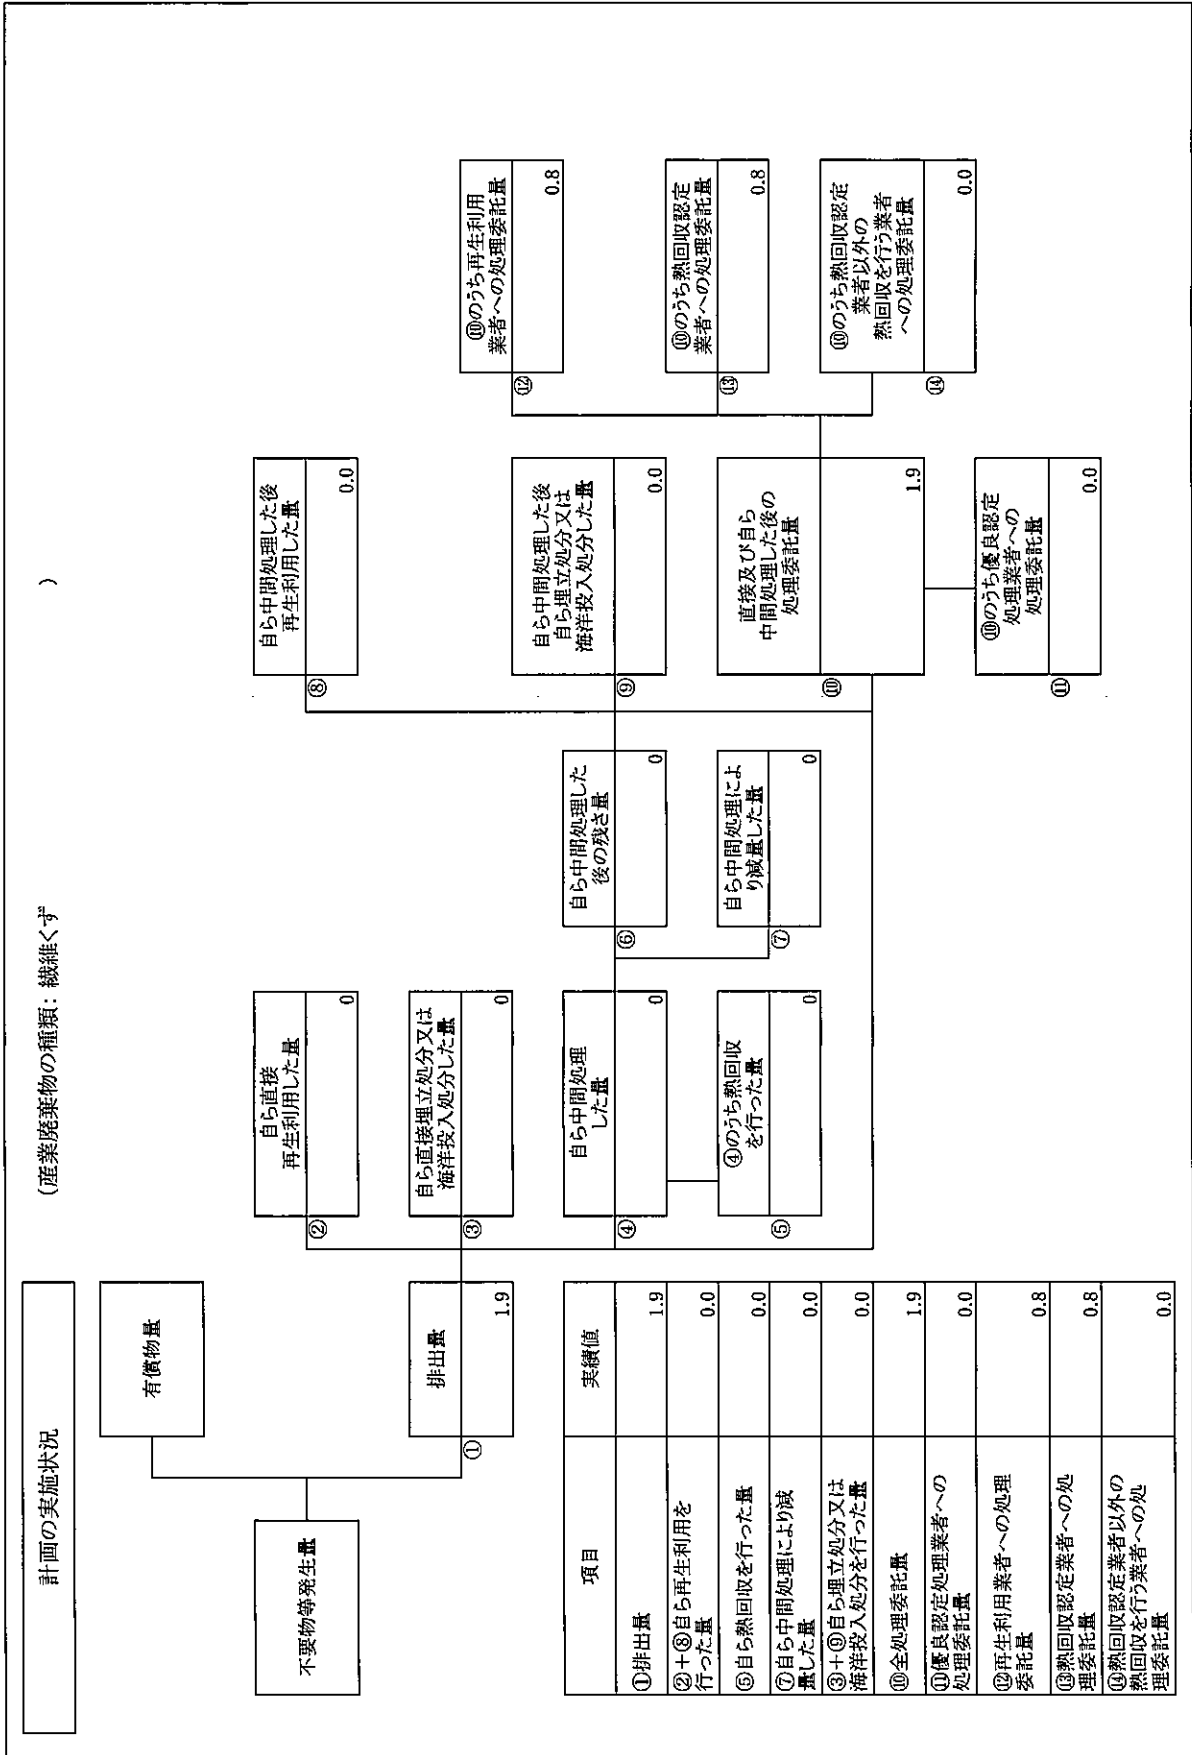 計画の実施状況
(産業廃棄物の種類: 繊維くず
)
不要物等発生量
有償物量
①
排出量
1.9
②
自ら直接
再生利用した量
0
③
自ら直接埋立処分又は
海洋投入処分した量
0
④
自ら中間処理
した量
0
⑤
④のうち熱回収
を行った量
0
⑥
自ら中間処理した
後の残さ量
0
⑦
自ら中間処理によ
り減量した量
0
⑧
自ら中間処理した後
再生利用した量
0.0
⑨
自ら中間処理した後
自ら埋立処分又は
海洋投入処分した量
0.0
⑩
直接及び自ら
中間処理した後の
処理委託量
1.9
⑪
⑩のうち優良認定
処理業者への
処理委託量
0.0
⑫
⑩のうち再生利用
業者への処理委託量
0.8
⑬
⑩のうち熱回収認定
業者への処理委託量
0.8
⑭
⑩のうち熱回収認定
業者以外の
熱回収を行う業者
への処理委託量
0.0
項目
実績値
①排出量
1.9
②+⑧自ら再生利用を
行った量
0.0
⑤自ら熱回収を行った量
0.0
⑦自ら中間処理により減
量した量
0.0
③+⑨自ら埋立処分又は
海洋投入処分を行った量
0.0
⑩全処理委託量
1.9
⑪優良認定処理業者への
処理委託量
0.0
⑫再生利用業者への処理
委託量
0.8
⑬熱回収認定業者への処
理委託量
0.8
⑭熱回収認定業者以外の
熱回収を行う業者への処
理委託量
0.0